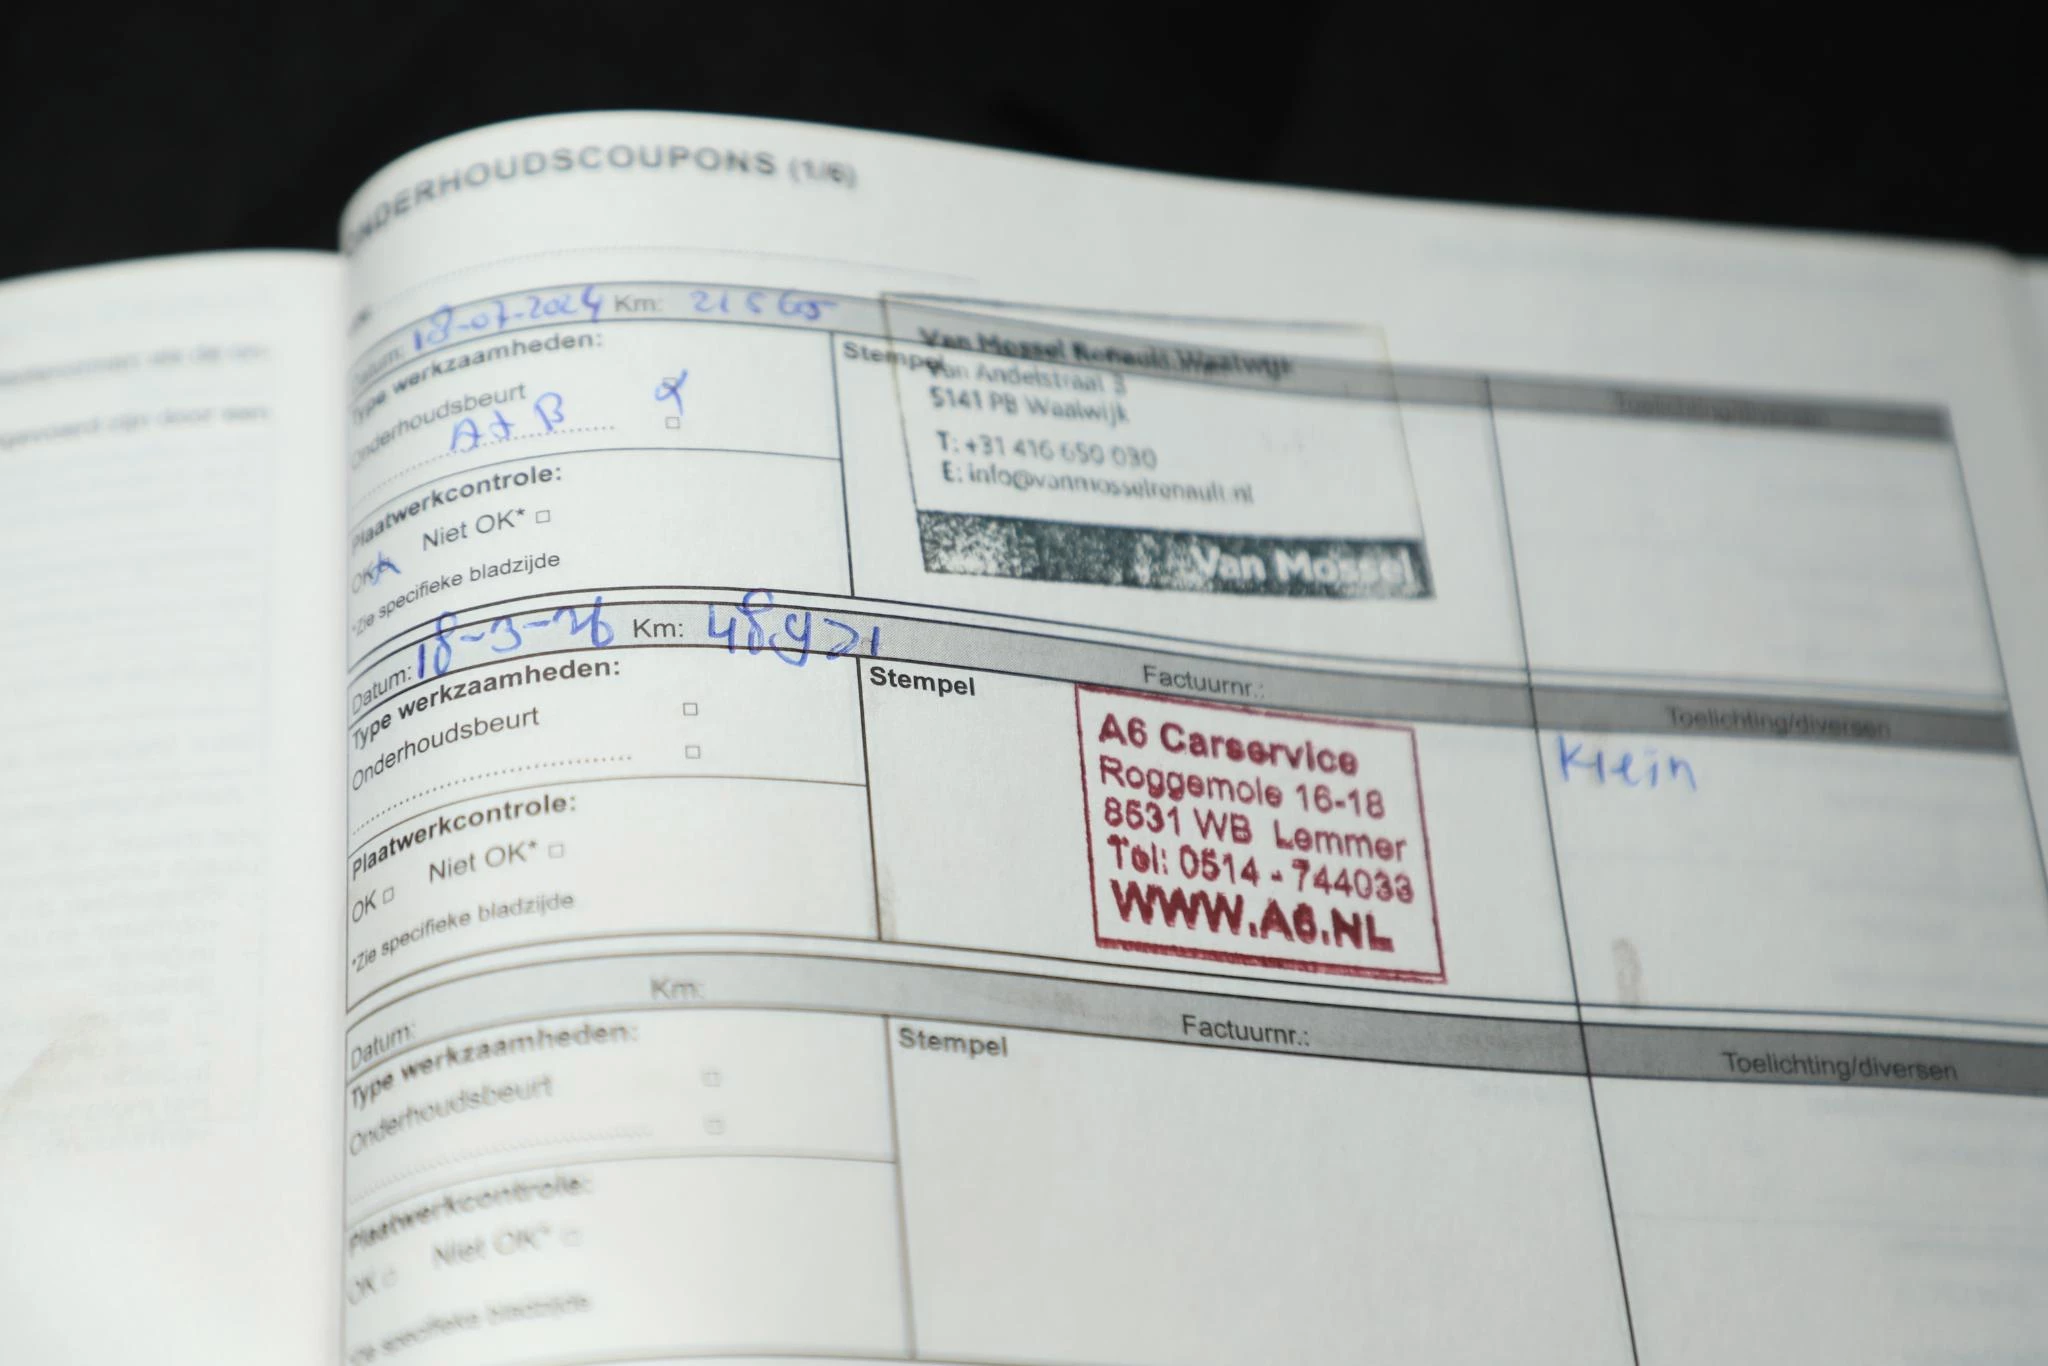 ONDERHOUDSCOUPONS (1/6)
Datum: 18-07-2024 Km: 21565
Type werkzaamheden:
Onderhoudsbeurt
A+B
Plaatwerkcontrole:
OK Niet OK*
*Zie specifieke bladzijde
Stempel
Van Mossel Renault Waalwijk
Van Andelstraat 3
5141 PB Waalwijk
T: +31 416 650 030
E: info@vanmosselrenault.nl
Van Mossel
Toelichting/diversen
Datum: 18-3-26 Km: 48921
Factuurnr.:
Type werkzaamheden:
Onderhoudsbeurt
Plaatwerkcontrole:
OK Niet OK*
*Zie specifieke bladzijde
Stempel
A6 Carservice
Roggemole 16-18
8531 WB Lemmer
Tel: 0514 - 744033
WWW.A6.NL
Toelichting/diversen
Klein
Datum: Km:
Factuurnr.:
Type werkzaamheden:
Onderhoudsbeurt
Plaatwerkcontrole:
OK Niet OK*
*Zie specifieke bladzijde
Stempel
Toelichting/diversen